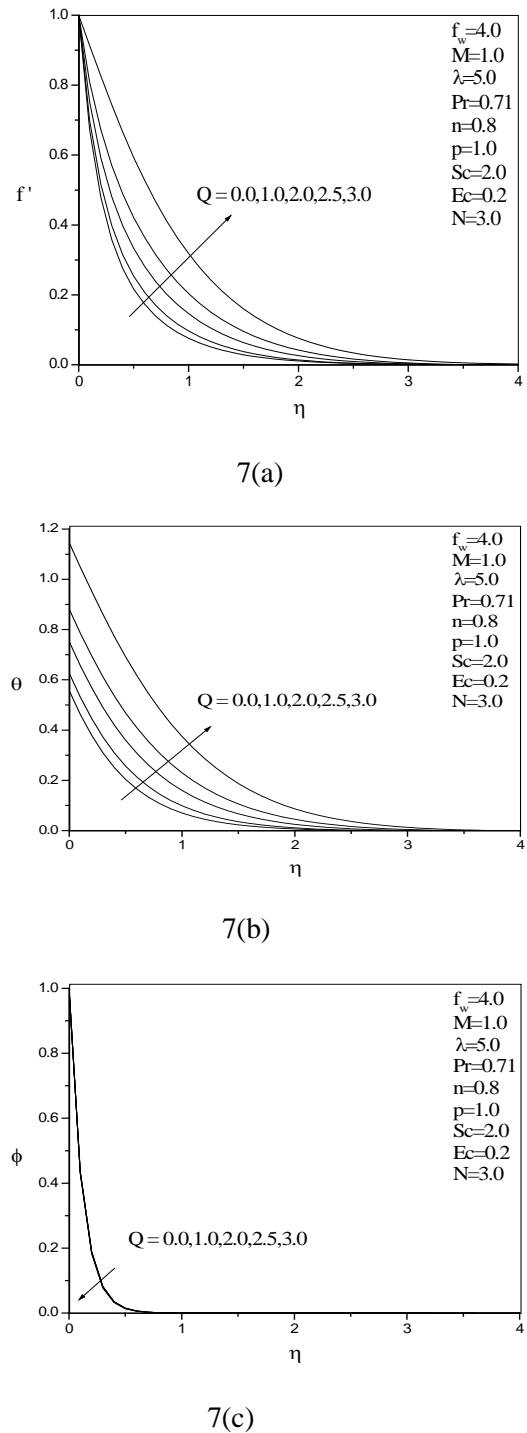 1.0
0.8
0.6
f '
0.4
0.2
0.0
0
1
2
3
4
η
Q = 0.0,1.0,2.0,2.5,3.0
f_w=4.0
M=1.0
λ=5.0
Pr=0.71
n=0.8
p=1.0
Sc=2.0
Ec=0.2
N=3.0
7(a)
1.2
1.0
0.8
0.6
θ
0.4
0.2
0.0
0
1
2
3
4
η
Q = 0.0,1.0,2.0,2.5,3.0
f_w=4.0
M=1.0
λ=5.0
Pr=0.71
n=0.8
p=1.0
Sc=2.0
Ec=0.2
N=3.0
7(b)
1.0
0.8
0.6
ϕ
0.4
0.2
0.0
0
1
2
3
4
η
Q = 0.0,1.0,2.0,2.5,3.0
f_w=4.0
M=1.0
λ=5.0
Pr=0.71
n=0.8
p=1.0
Sc=2.0
Ec=0.2
N=3.0
7(c)